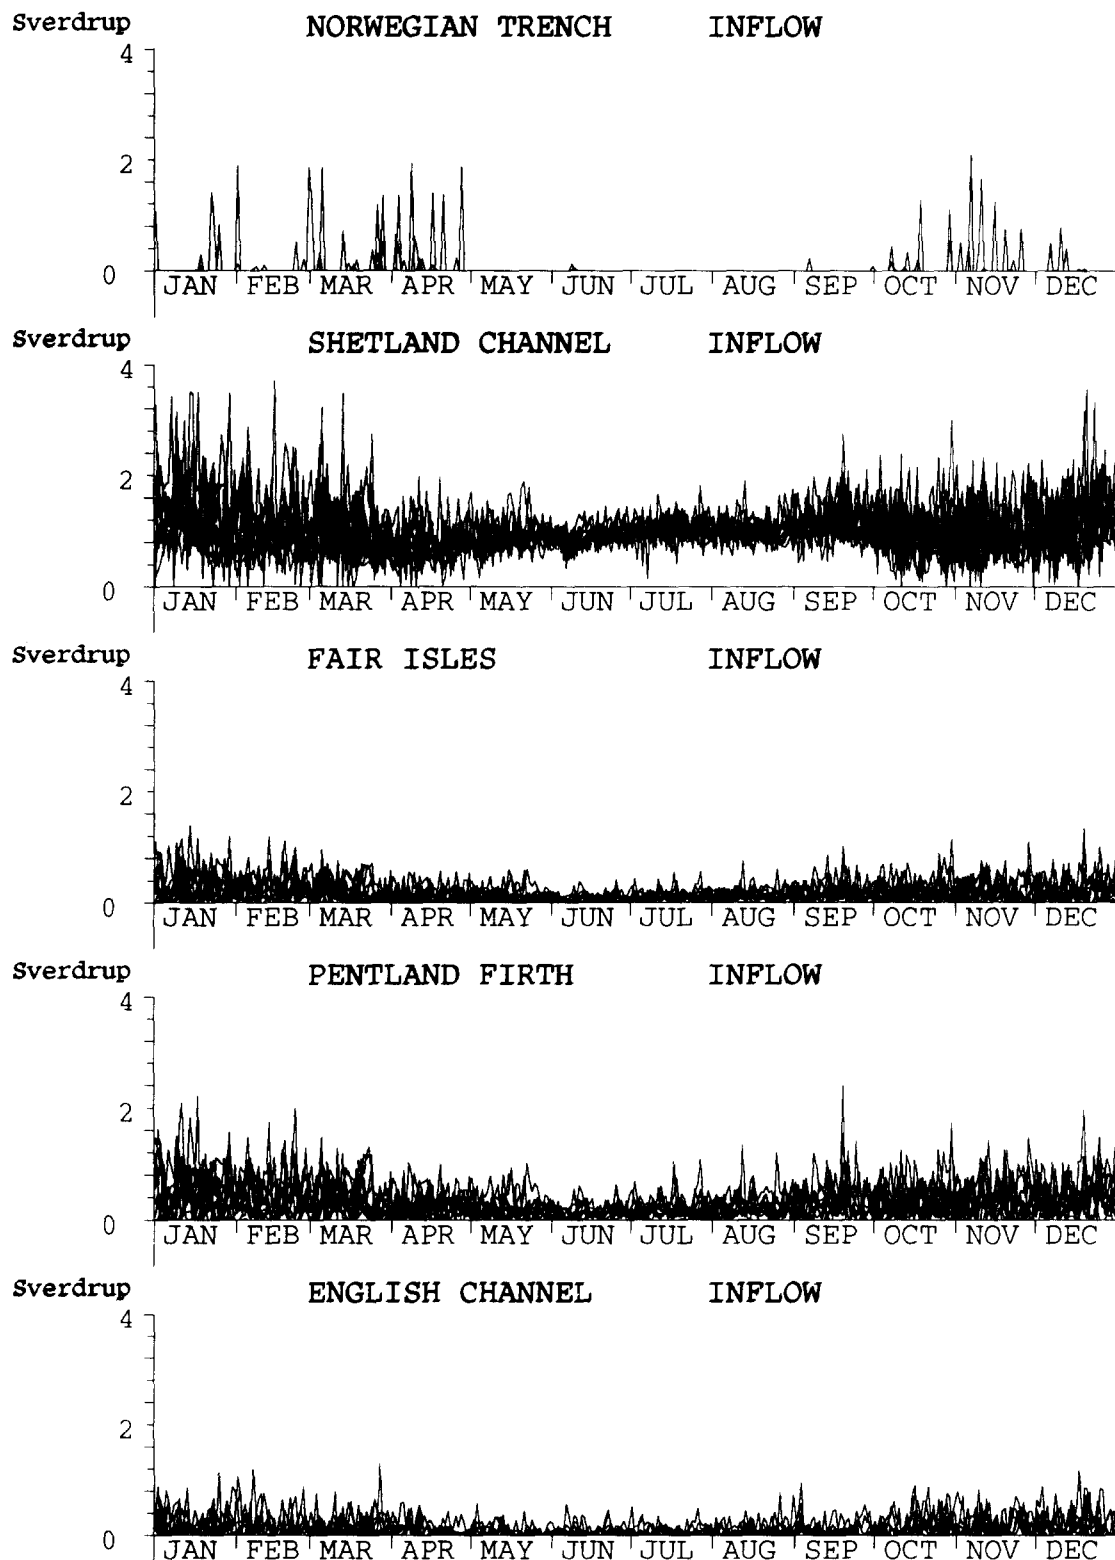 Sverdrup NORWEGIAN TRENCH INFLOW
4
2
0
JAN FEB MAR APR MAY JUN JUL AUG SEP OCT NOV DEC
Sverdrup SHETLAND CHANNEL INFLOW
4
2
0
JAN FEB MAR APR MAY JUN JUL AUG SEP OCT NOV DEC
Sverdrup FAIR ISLES INFLOW
4
2
0
JAN FEB MAR APR MAY JUN JUL AUG SEP OCT NOV DEC
Sverdrup PENTLAND FIRTH INFLOW
4
2
0
JAN FEB MAR APR MAY JUN JUL AUG SEP OCT NOV DEC
Sverdrup ENGLISH CHANNEL INFLOW
4
2
0
JAN FEB MAR APR MAY JUN JUL AUG SEP OCT NOV DEC